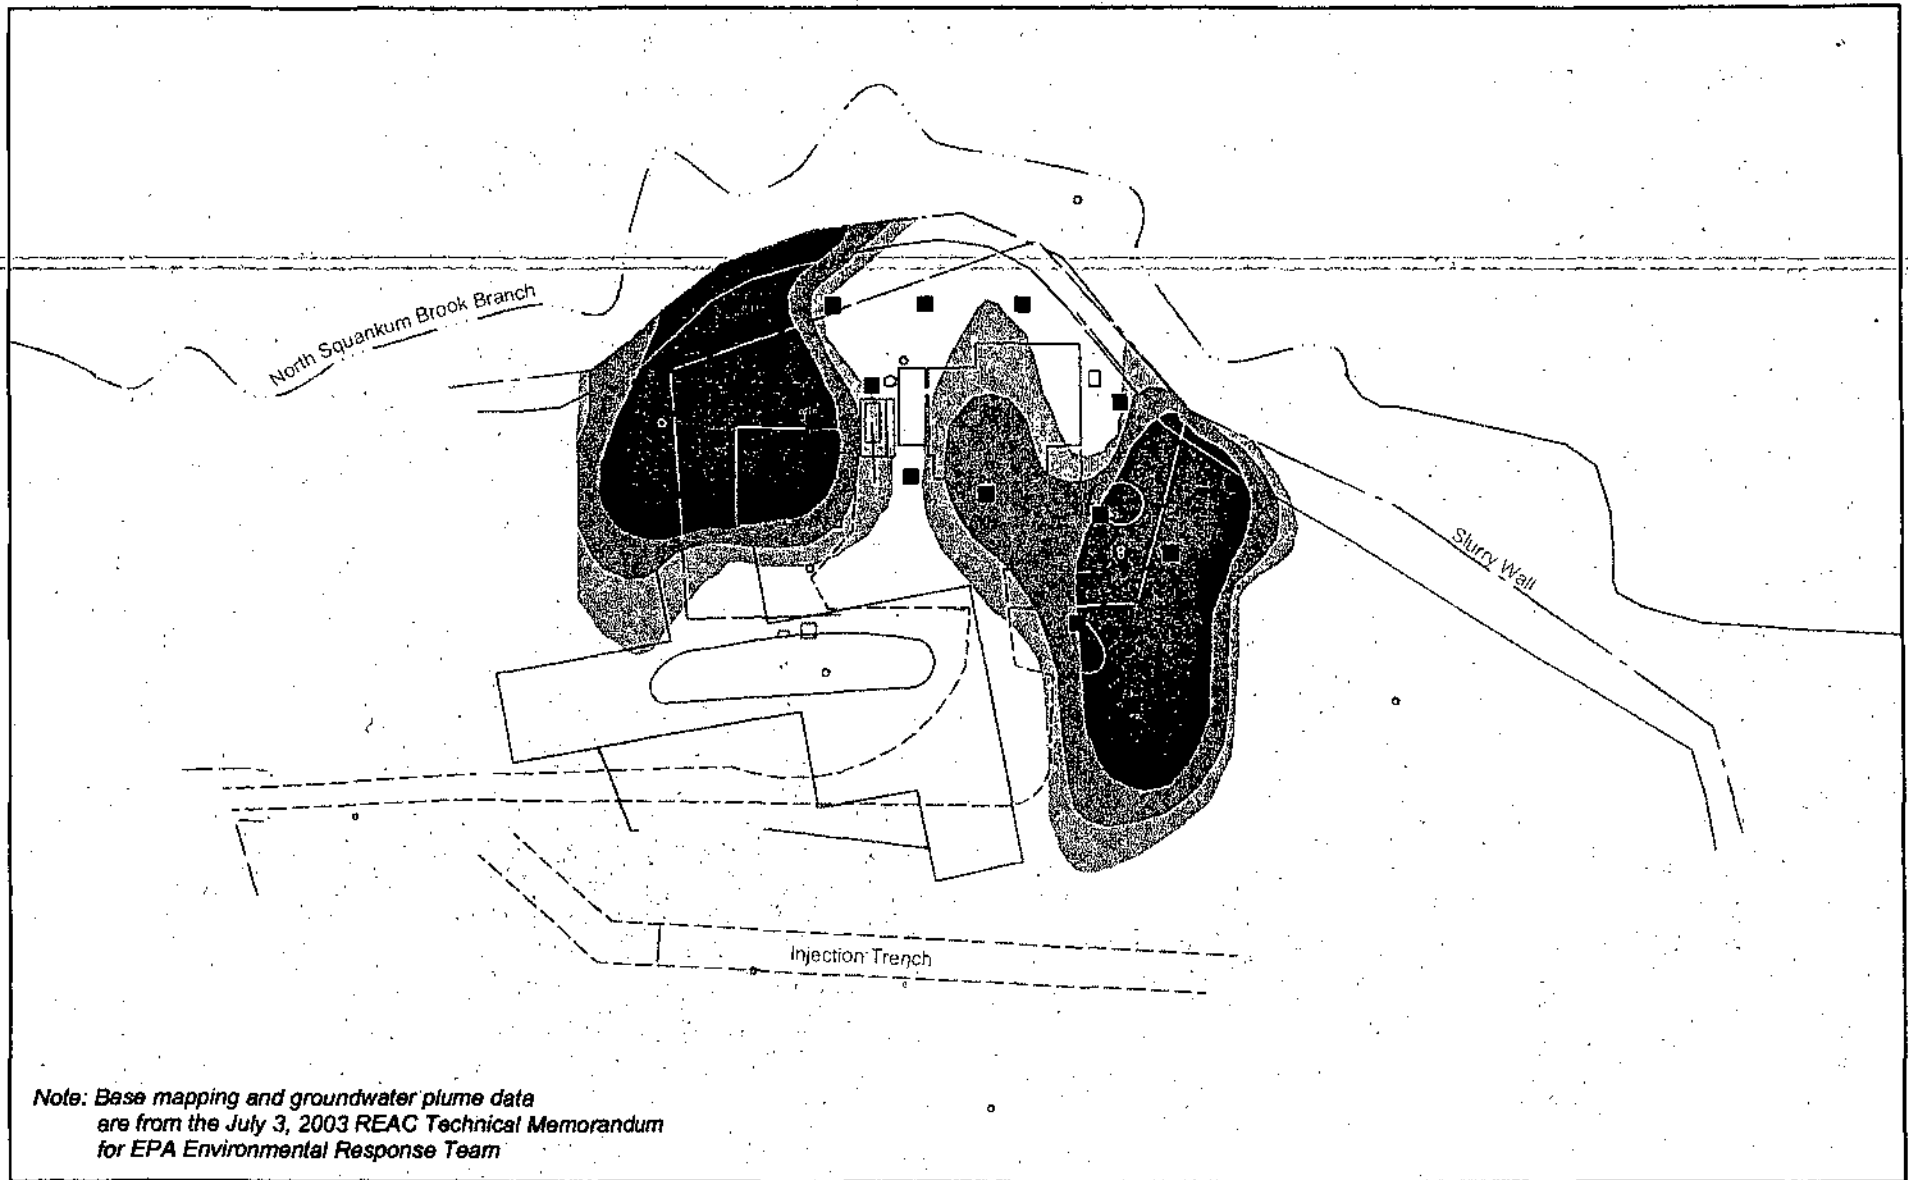 North Squankum Brook Branch
Slurry Wall
Injection Trench
Note: Base mapping and groundwater plume data
are from the July 3, 2003 REAC Technical Memorandum
for EPA Environmental Response Team